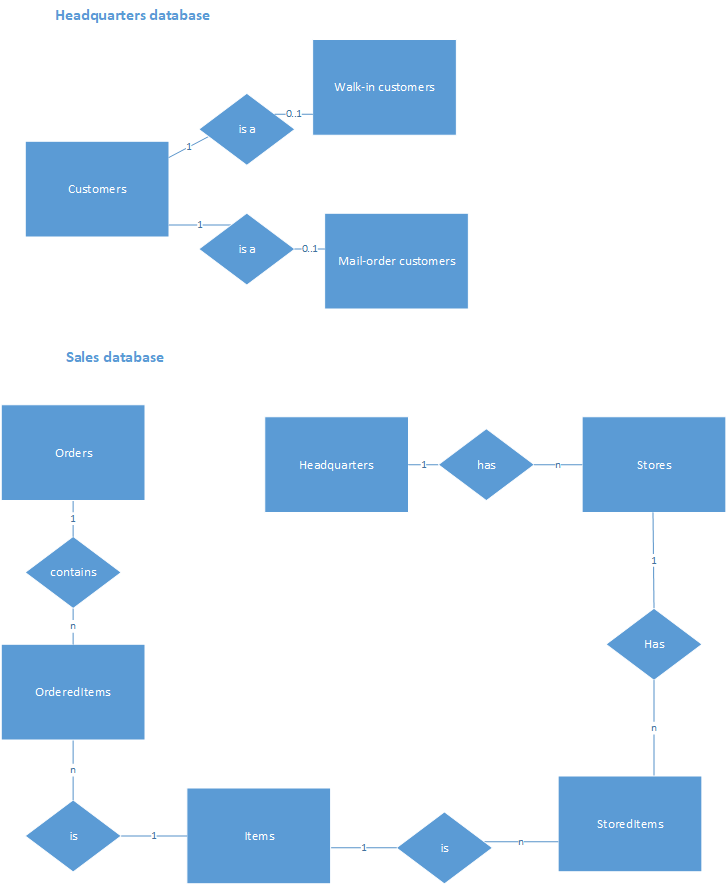 Headquarters database
Walk-in customers
is a
0..1
1
Customers
1
is a
0..1
Mail-order customers
Sales database
Orders
Headquarters
1
has
n
Stores
1
contains
n
1
Has
n
OrderedItems
n
is
1
Items
1
is
n
StoredItems